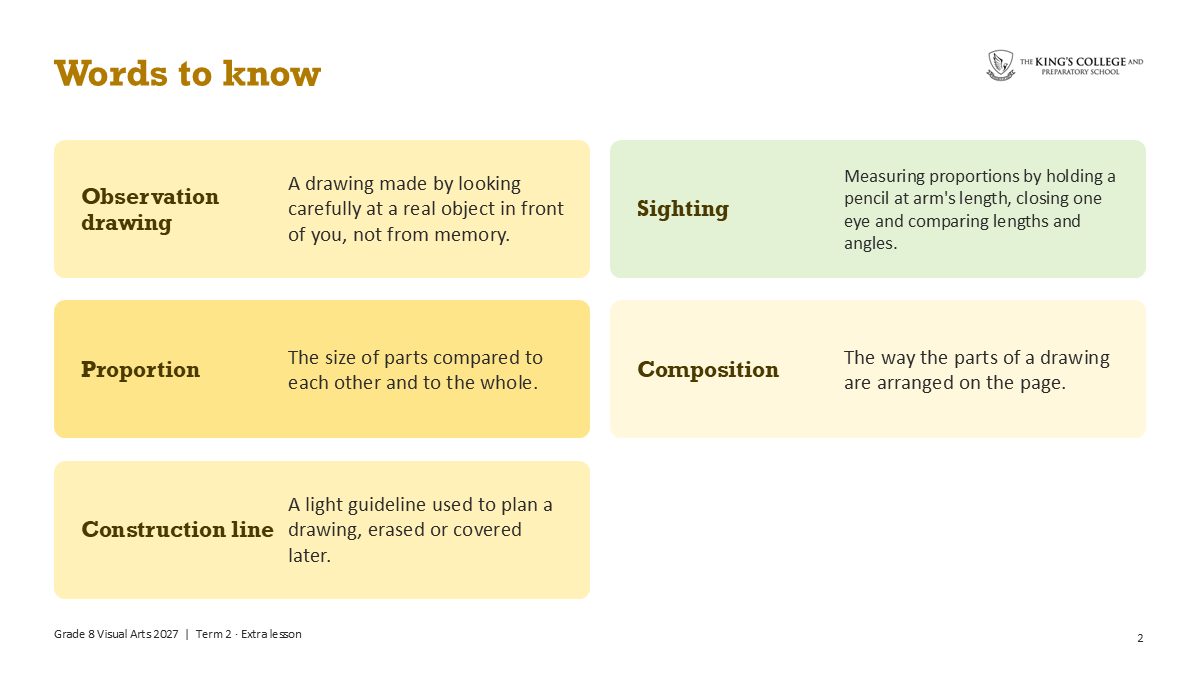 Words to know
THE KING'S COLLEGE AND
PREPARATORY SCHOOL
Observation
drawing
A drawing made by looking
carefully at a real object in front
of you, not from memory.
Sighting
Measuring proportions by holding a
pencil at arm's length, closing one
eye and comparing lengths and
angles.
Proportion
The size of parts compared to
each other and to the whole.
Composition
The way the parts of a drawing
are arranged on the page.
Construction line
A light guideline used to plan a
drawing, erased or covered
later.
Grade 8 Visual Arts 2027 | Term 2 · Extra lesson
2